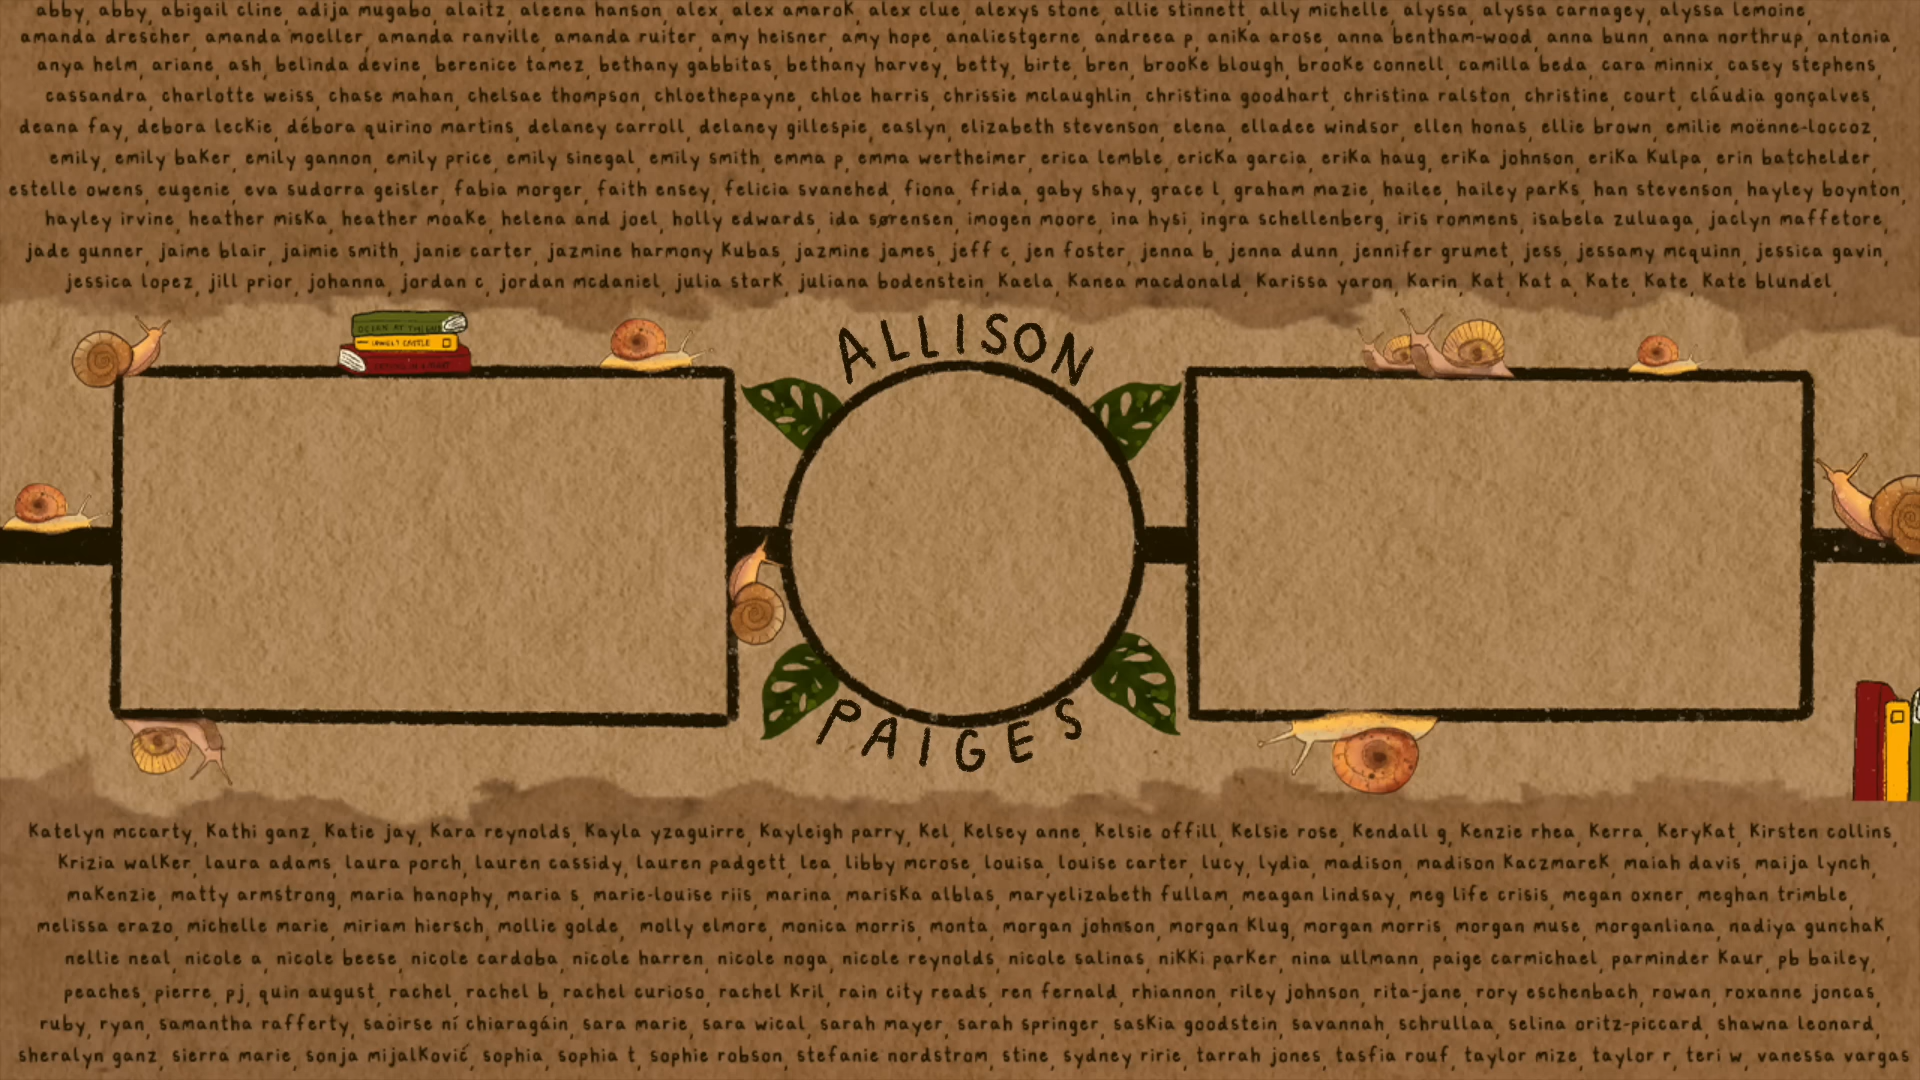 abby, abby, abigail cline, adija mugabo, alaitz, aleena hanson, alex, alex amarok, alex clue, alexys stone, allie stinnett, ally michelle, alyssa, alyssa carnagey, alyssa lemoine,
amanda drescher, amanda moeller, amanda ranville, amanda ruiter, amy heisner, amy hope, analiestgerne, andreea p, anika arose, anna bentham-wood, anna bunn, anna northrup, antonia,
anya helm, ariane, ash, belinda devine, berenice tamez, bethany gabbitas, bethany harvey, betty, birte, bren, brooke blough, brooke connell, camilla beda, cara minnix, casey stephens,
cassandra, charlotte weiss, chase mahan, chelsae thompson, chloethepayne, chloe harris, chrissie mclaughlin, christina goodhart, christina ralston, christine, court, cláudia gonçalves,
deana fay, debora leckie, débora quirino martins, delaney carroll, delaney gillespie, easlyn, elizabeth stevenson, elena, elladee windsor, ellen honas, ellie brown, emilie moënne-loccoz,
emily, emily baker, emily gannon, emily price, emily sinegal, emily smith, emma p, emma wertheimer, erica lemble, ericka garcia, erika haug, erika johnson, erika kulpa, erin batchelder,
estelle owens, eugenie, eva sudorra geisler, fabia morger, faith ensey, felicia svanehed, fiona, frida, gaby shay, grace l, graham mazie, hailee, hailey parks, han stevenson, hayley boynton,
hayley irvine, heather miska, heather moake, helena and joel, holly edwards, ida sørensen, imogen moore, ina hysi, ingra schellenberg, iris rommens, isabela zuluaga, jaclyn maffetore,
jade gunner, jaime blair, jaimie smith, janie carter, jazmine harmony kubas, jazmine james, jeff c, jen foster, jenna b, jenna dunn, jennifer grumet, jess, jessamy mcquinn, jessica gavin,
jessica lopez, jill prior, johanna, jordan c, jordan mcdaniel, julia stark, juliana bodenstein, kaela, kanea macdonald, karissa yaron, karin, kat, kat a, kate, kate, kate blundel,
OCEAN AT THE
LONELY CASTLE
ALLISON
PAIGES
katelyn mccarty, kathi ganz, katie jay, kara reynolds, kayla yzaguirre, kayleigh parry, kel, kelsey anne, kelsie offill, kelsie rose, kendall g, kenzie rhea, kerra, kerykat, kirsten collins,
krizia walker, laura adams, laura porch, lauren cassidy, lauren padgett, lea, libby mcrose, louisa, louise carter, lucy, lydia, madison, madison kaczmarek, maiah davis, maija lynch,
makenzie, matty armstrong, maria hanophy, maria s, marie-louise riis, marina, mariska alblas, maryelizabeth fullam, meagan lindsay, meg life crisis, megan oxner, meghan trimble,
melissa erazo, michelle marie, miriam hiersch, mollie golde, molly elmore, monica morris, monta, morgan johnson, morgan klug, morgan morris, morgan muse, morganliana, nadiya gunchak,
nellie neal, nicole a, nicole beese, nicole cardoba, nicole harren, nicole noga, nicole reynolds, nicole salinas, nikki parker, nina ullmann, paige carmichael, parminder kaur, pb bailey,
peaches, pierre, pj, quin august, rachel, rachel b, rachel curioso, rachel kril, rain city reads, ren fernald, rhiannon, riley johnson, rita-jane, rory eschenbach, rowan, roxanne joncas,
ruby, ryan, samantha rafferty, saoirse ní chiaragáin, sara marie, sara wical, sarah mayer, sarah springer, saskia goodstein, savannah, schrullaa, selina oritz-piccard, shawna leonard,
sheralyn ganz, sierra marie, sonja mijalković, sophia, sophia t, sophie robson, stefanie nordstrom, stine, sydney ririe, tarrah jones, tasfia rouf, taylor mize, taylor r, teri w, vanessa vargas